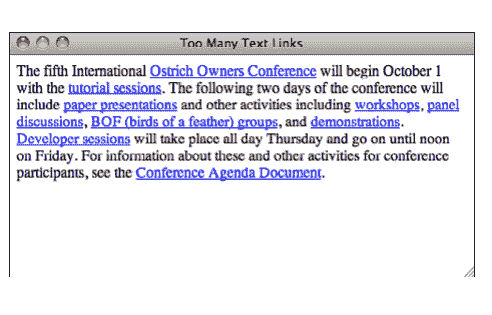 Too Many Text Links
The fifth International Ostrich Owners Conference will begin October 1
with the tutorial sessions. The following two days of the conference will
include paper presentations and other activities including workshops, panel
discussions, BOF (birds of a feather) groups, and demonstrations.
Developer sessions will take place all day Thursday and go on until noon
on Friday. For information about these and other activities for conference
participants, see the Conference Agenda Document.